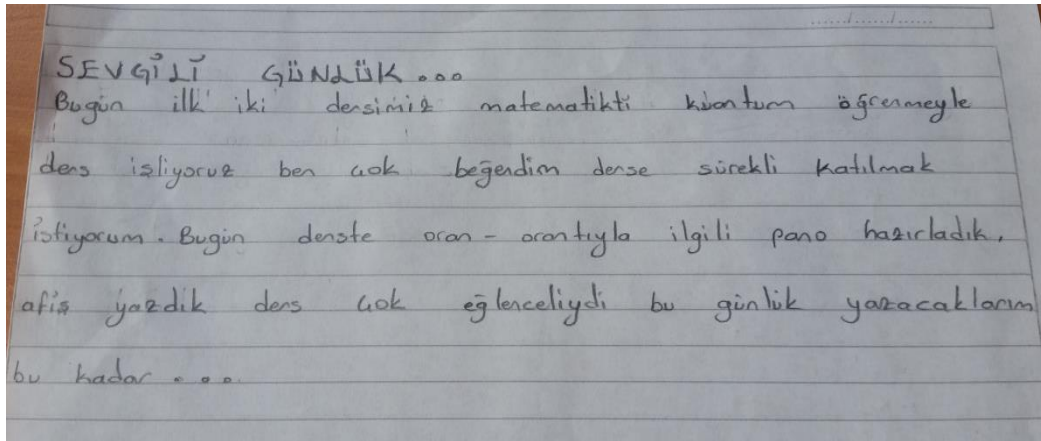 ......./......./.......
SEVGİLİ GÜNLÜK...
Bugün ilk iki dersimiz matematikti kuantum öğrenmeyle
ders işliyoruz ben çok beğendim derse sürekli katılmak
istiyorum. Bugün derste oran - orantıyla ilgili pano hazırladık,
afiş yazdık ders çok eğlenceliydi bu günlük yazacaklarım
bu kadar ...